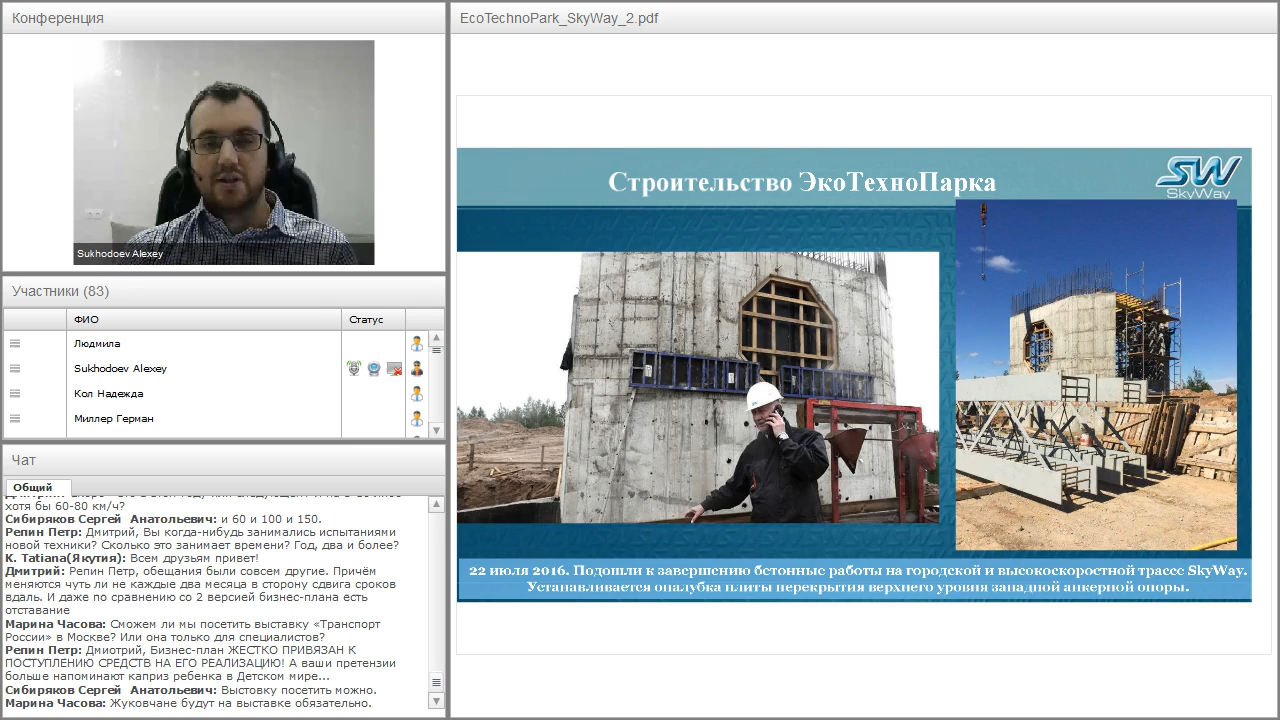 Конференция
Sukhodoev Alexey
Участники (83)
ФИО
Статус
Людмила
Sukhodoev Alexey
Кол Надежда
Миллер Герман
Чат
Общий
хотя бы 60-80 км/ч?
Сибиряков Сергей Анатольевич: и 60 и 100 и 150.
Репин Петр: Дмитрий, Вы когда-нибудь занимались испытаниями
новой техники? Сколько это занимает времени? Год, два и более?
К. Tatiana(Якутия): Всем друзьям привет!
Дмитрий: Репин Петр, обещания были совсем другие. Причём
меняются чуть ли не каждые два месяца в сторону сдвига сроков
вдаль. И даже по сравнению со 2 версией бизнес-плана есть
отставание
Марина Часова: Сможем ли мы посетить выставку «Транспорт
России» в Москве? Или она только для специалистов?
Репин Петр: Дмиотрий, Бизнес-план ЖЕСТКО ПРИВЯЗАН К
ПОСТУПЛЕНИЮ СРЕДСТВ НА ЕГО РЕАЛИЗАЦИЮ! А ваши претензии
больше напоминают каприз ребенка в Детском мире...
Сибиряков Сергей Анатольевич: Выстовку посетить можно.
Марина Часова: Жуковчане будут на выставке обязательно.
EcoTechnoPark_SkyWay_2.pdf
Строительство ЭкоТехноПарка
SW
SkyWay
22 июля 2016. Подошли к завершению бетонные работы на городской и высокоскоростной трассе SkyWay.
Устанавливается опалубка плиты перекрытия верхнего уровня западной анкерной опоры.